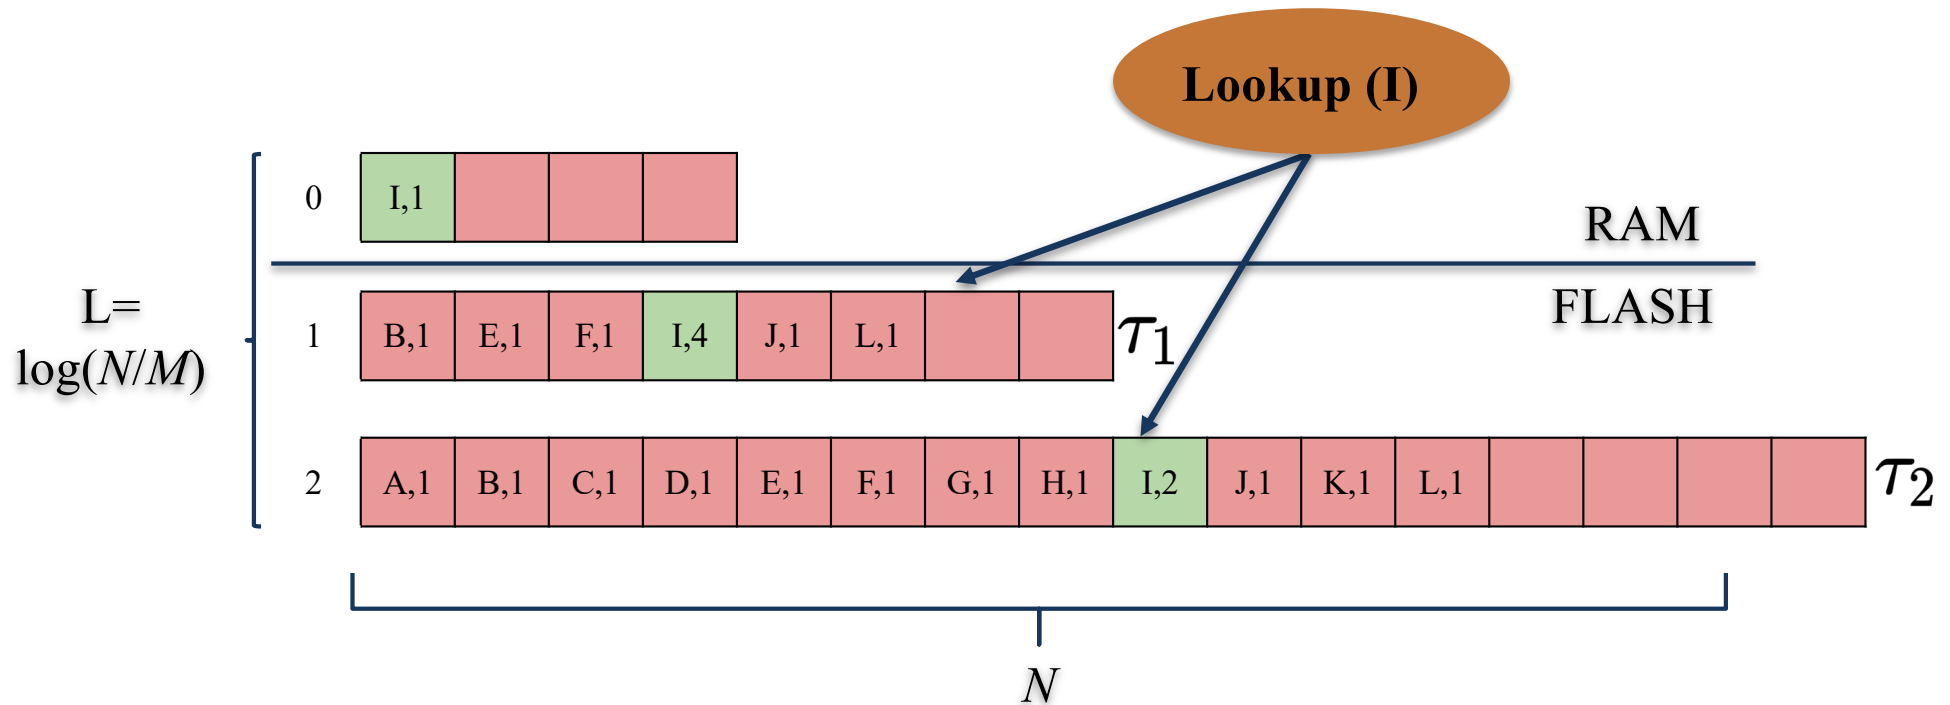 Lookup (I)
0
I,1
RAM
FLASH
L=
log(N/M)
1
B,1 E,1 F,1 I,4 J,1 L,1
τ1
2
A,1 B,1 C,1 D,1 E,1 F,1 G,1 H,1 I,2 J,1 K,1 L,1
τ2
N